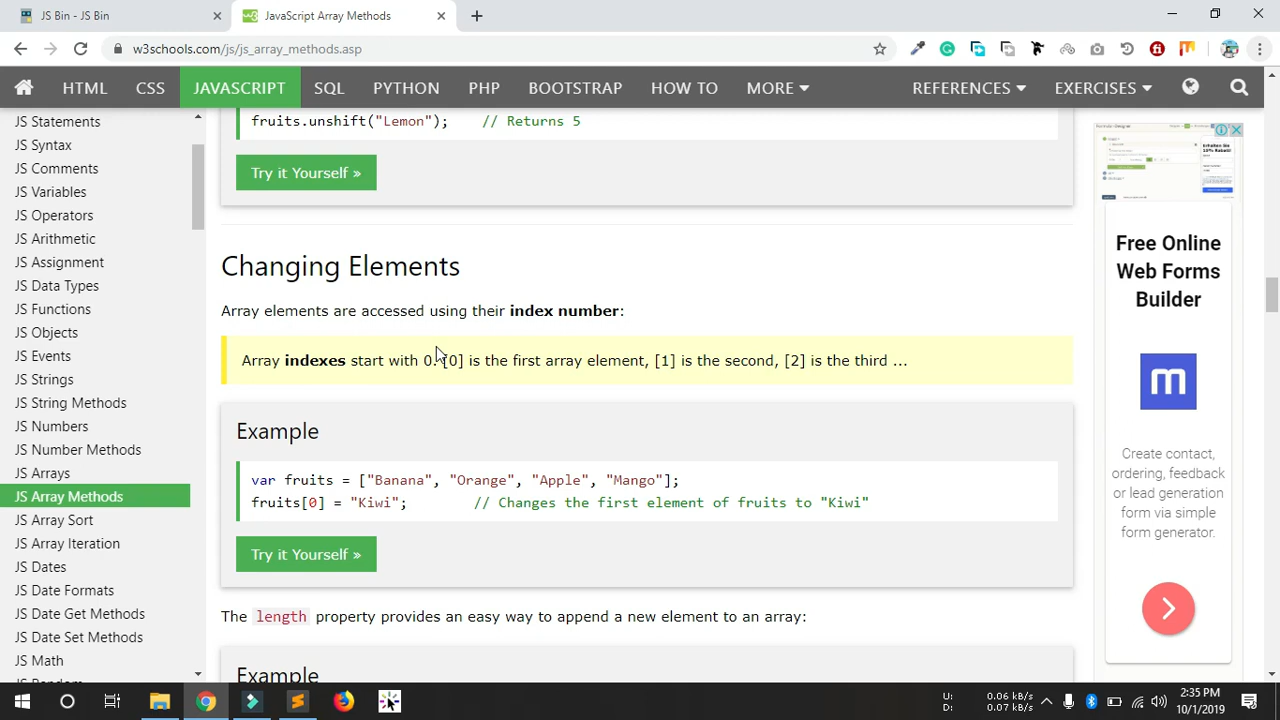 JS Bin - JS Bin
JavaScript Array Methods
w3schools.com/js/js_array_methods.asp
HTML CSS JAVASCRIPT SQL PYTHON PHP BOOTSTRAP HOW TO MORE REFERENCES EXERCISES
JS Statements
JS Syntax
JS Comments
JS Variables
JS Operators
JS Arithmetic
JS Assignment
JS Data Types
JS Functions
JS Objects
JS Events
JS Strings
JS String Methods
JS Numbers
JS Number Methods
JS Arrays
JS Array Methods
JS Array Sort
JS Array Iteration
JS Dates
JS Date Formats
JS Date Get Methods
JS Date Set Methods
JS Math
fruits.unshift("Lemon"); // Returns 5
Try it Yourself »
Changing Elements
Array elements are accessed using their index number:
Array indexes start with 0. [0] is the first array element, [1] is the second, [2] is the third ...
Example
var fruits = ["Banana", "Orange", "Apple", "Mango"];
fruits[0] = "Kiwi"; // Changes the first element of fruits to "Kiwi"
Try it Yourself »
The length property provides an easy way to append a new element to an array:
Example
Free Online
Web Forms
Builder
Create contact,
ordering, feedback
or lead generation
form via simple
form generator.
U: 0.06 kB/s
D: 0.07 kB/s
2:35 PM
10/1/2019